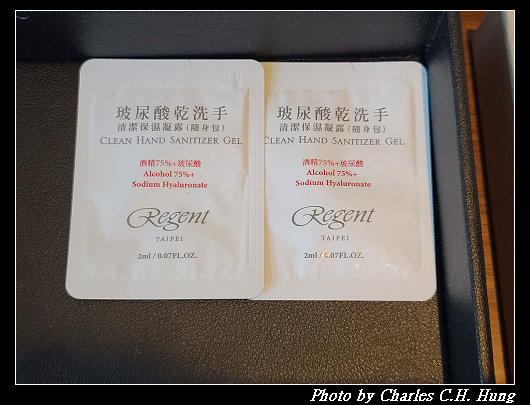 玻尿酸乾洗手
清潔保濕凝露(隨身包)
CLEAN HAND SANITIZER GEL
酒精75%+玻尿酸
Alcohol 75%+
Sodium Hyaluronate
Regent
TAIPEI
2ml / 0.07FL.OZ.
玻尿酸乾洗手
清潔保濕凝露(隨身包)
CLEAN HAND SANITIZER GEL
酒精75%+玻尿酸
Alcohol 75%+
Sodium Hyaluronate
Regent
TAIPEI
2ml / 0.07FL.OZ.
Photo by Charles C.H. Hung